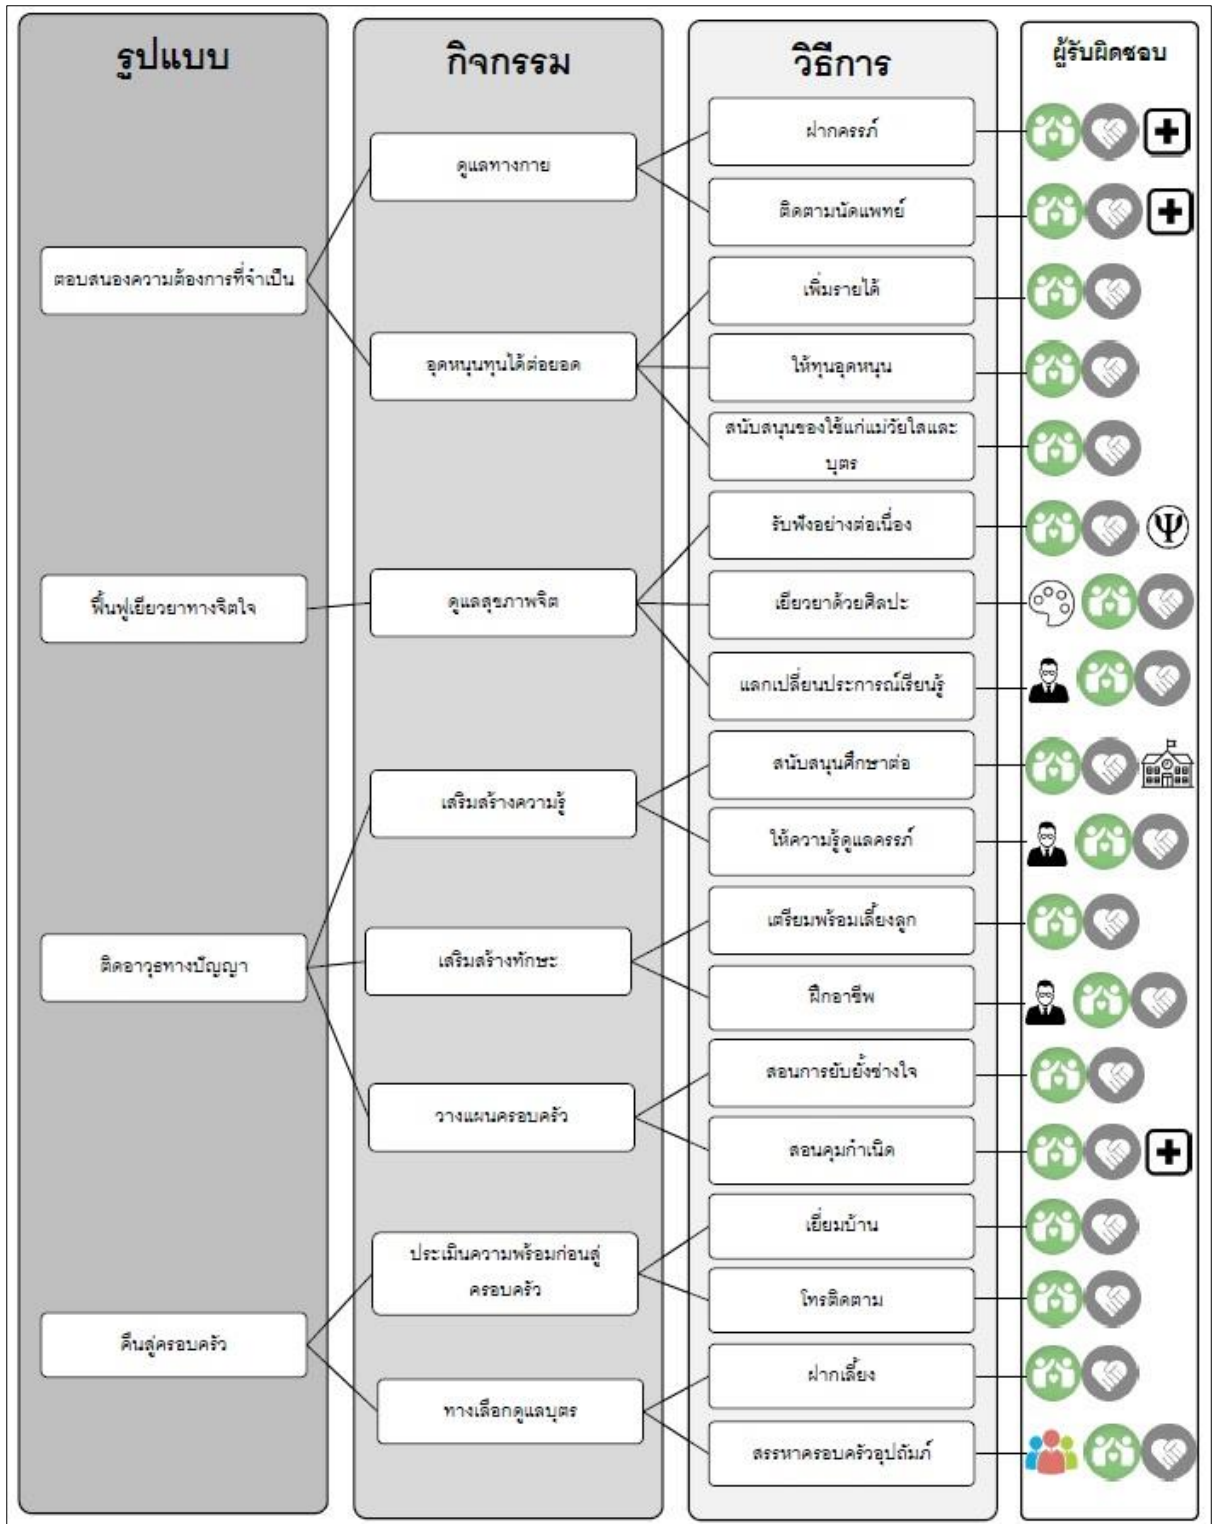 รูปแบบ
กิจกรรม
วิธีการ
ผู้รับผิดชอบ
ตอบสนองความต้องการที่จำเป็น
ดูแลทางกาย
ฝากครรภ์
ติดตามนัดแพทย์
อุดหนุนทุนได้ต่อยอด
เพิ่มรายได้
ให้ทุนอุดหนุน
สนับสนุนของใช้แก่แม่วัยใสและ
บุตร
ฟื้นฟูเยียวยาทางจิตใจ
ดูแลสุขภาพจิต
รับฟังอย่างต่อเนื่อง
Ψ
เยียวยาด้วยศิลปะ
แลกเปลี่ยนประการณ์เรียนรู้
ติดอาวุธทางปัญญา
เสริมสร้างความรู้
สนับสนุนศึกษาต่อ
ให้ความรู้ดูแลครรภ์
เสริมสร้างทักษะ
เตรียมพร้อมเลี้ยงลูก
ฝึกอาชีพ
วางแผนครอบครัว
สอนการยับยั้งช่างใจ
สอนคุมกำเนิด
คืนสู่ครอบครัว
ประเมินความพร้อมก่อนสู่
ครอบครัว
เยี่ยมบ้าน
โทรติดตาม
ทางเลือกดูแลบุตร
ฝากเลี้ยง
สรรหาครอบครัวอุปถัมภ์